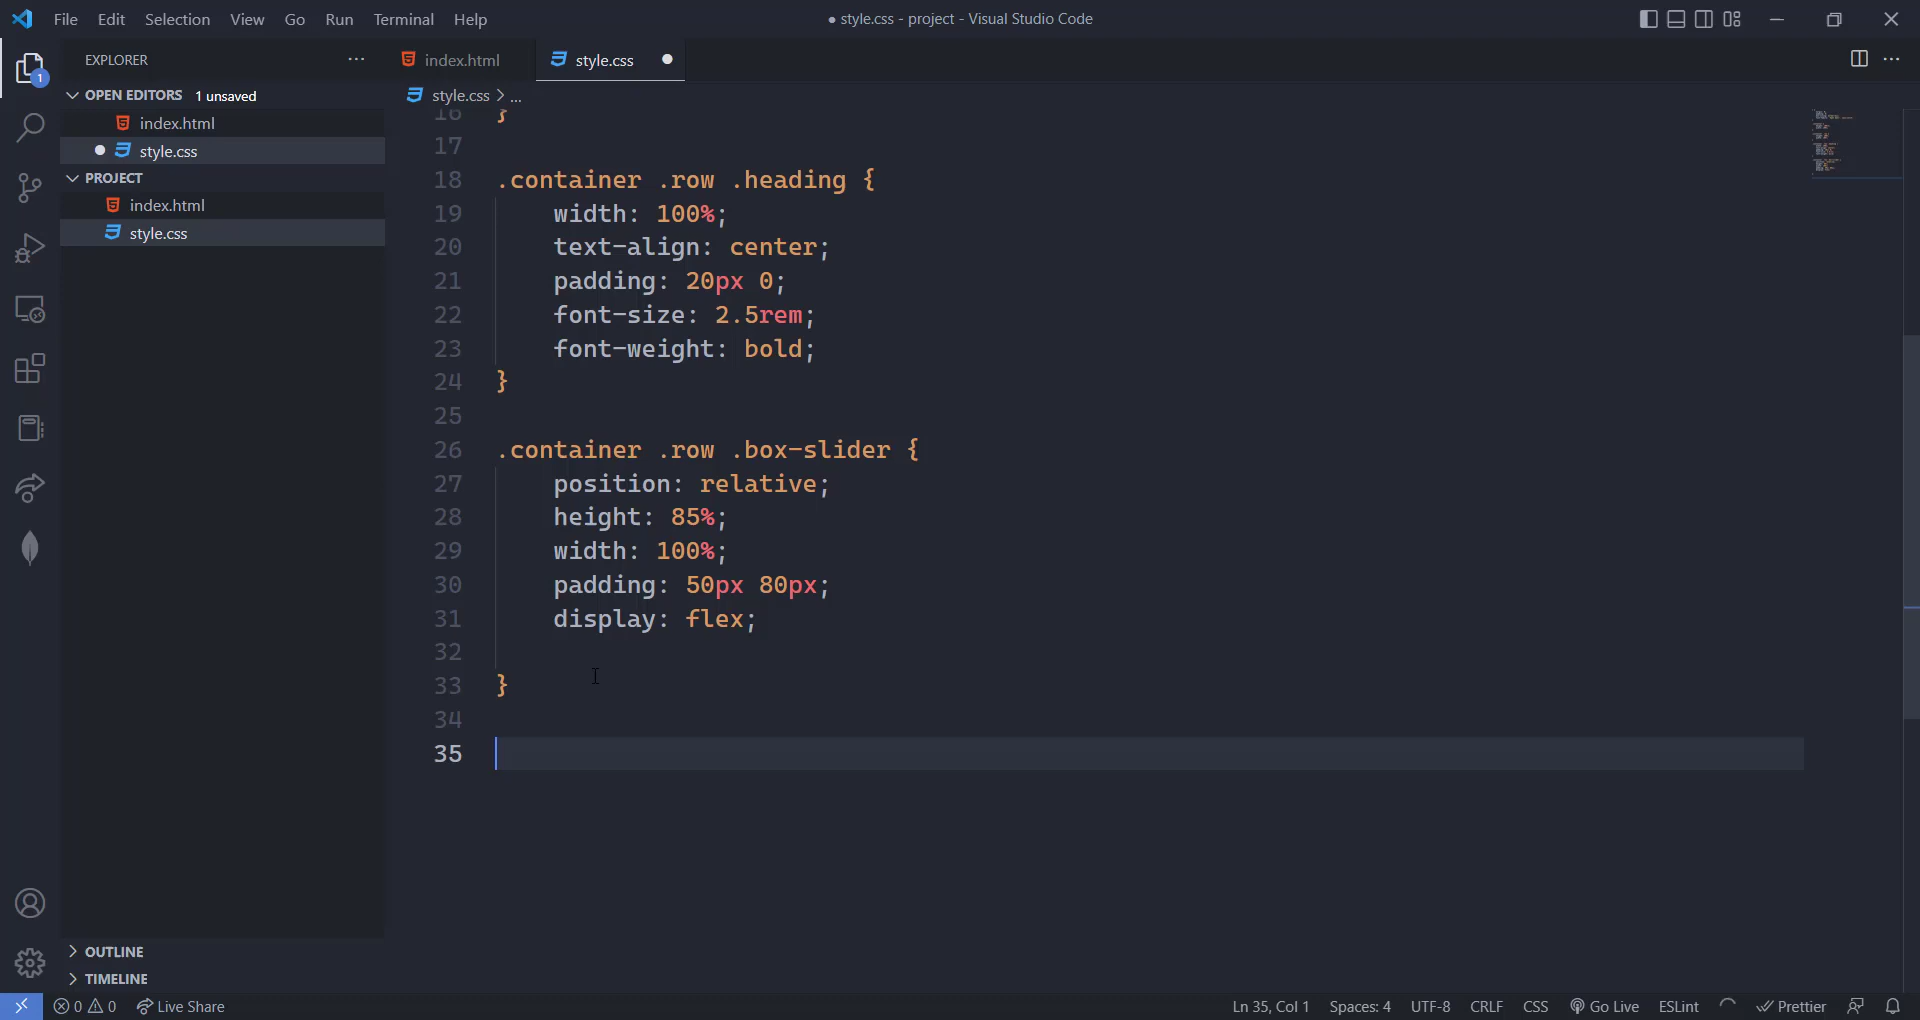 File Edit Selection View Go Run Terminal Help
● style.css - project - Visual Studio Code
EXPLORER ···
index.html
style.css
1
OPEN EDITORS 1 unsaved
style.css > ...
index.html
style.css
PROJECT
index.html
style.css
16 }
17
18 .container .row .heading {
19 width: 100%;
20 text-align: center;
21 padding: 20px 0;
22 font-size: 2.5rem;
23 font-weight: bold;
24 }
25
26 .container .row .box-slider {
27 position: relative;
28 height: 85%;
29 width: 100%;
30 padding: 50px 80px;
31 display: flex;
32
33 }
34
35
OUTLINE
TIMELINE
0 0 Live Share
Ln 35, Col 1 Spaces: 4 UTF-8 CRLF CSS Go Live ESLint Prettier